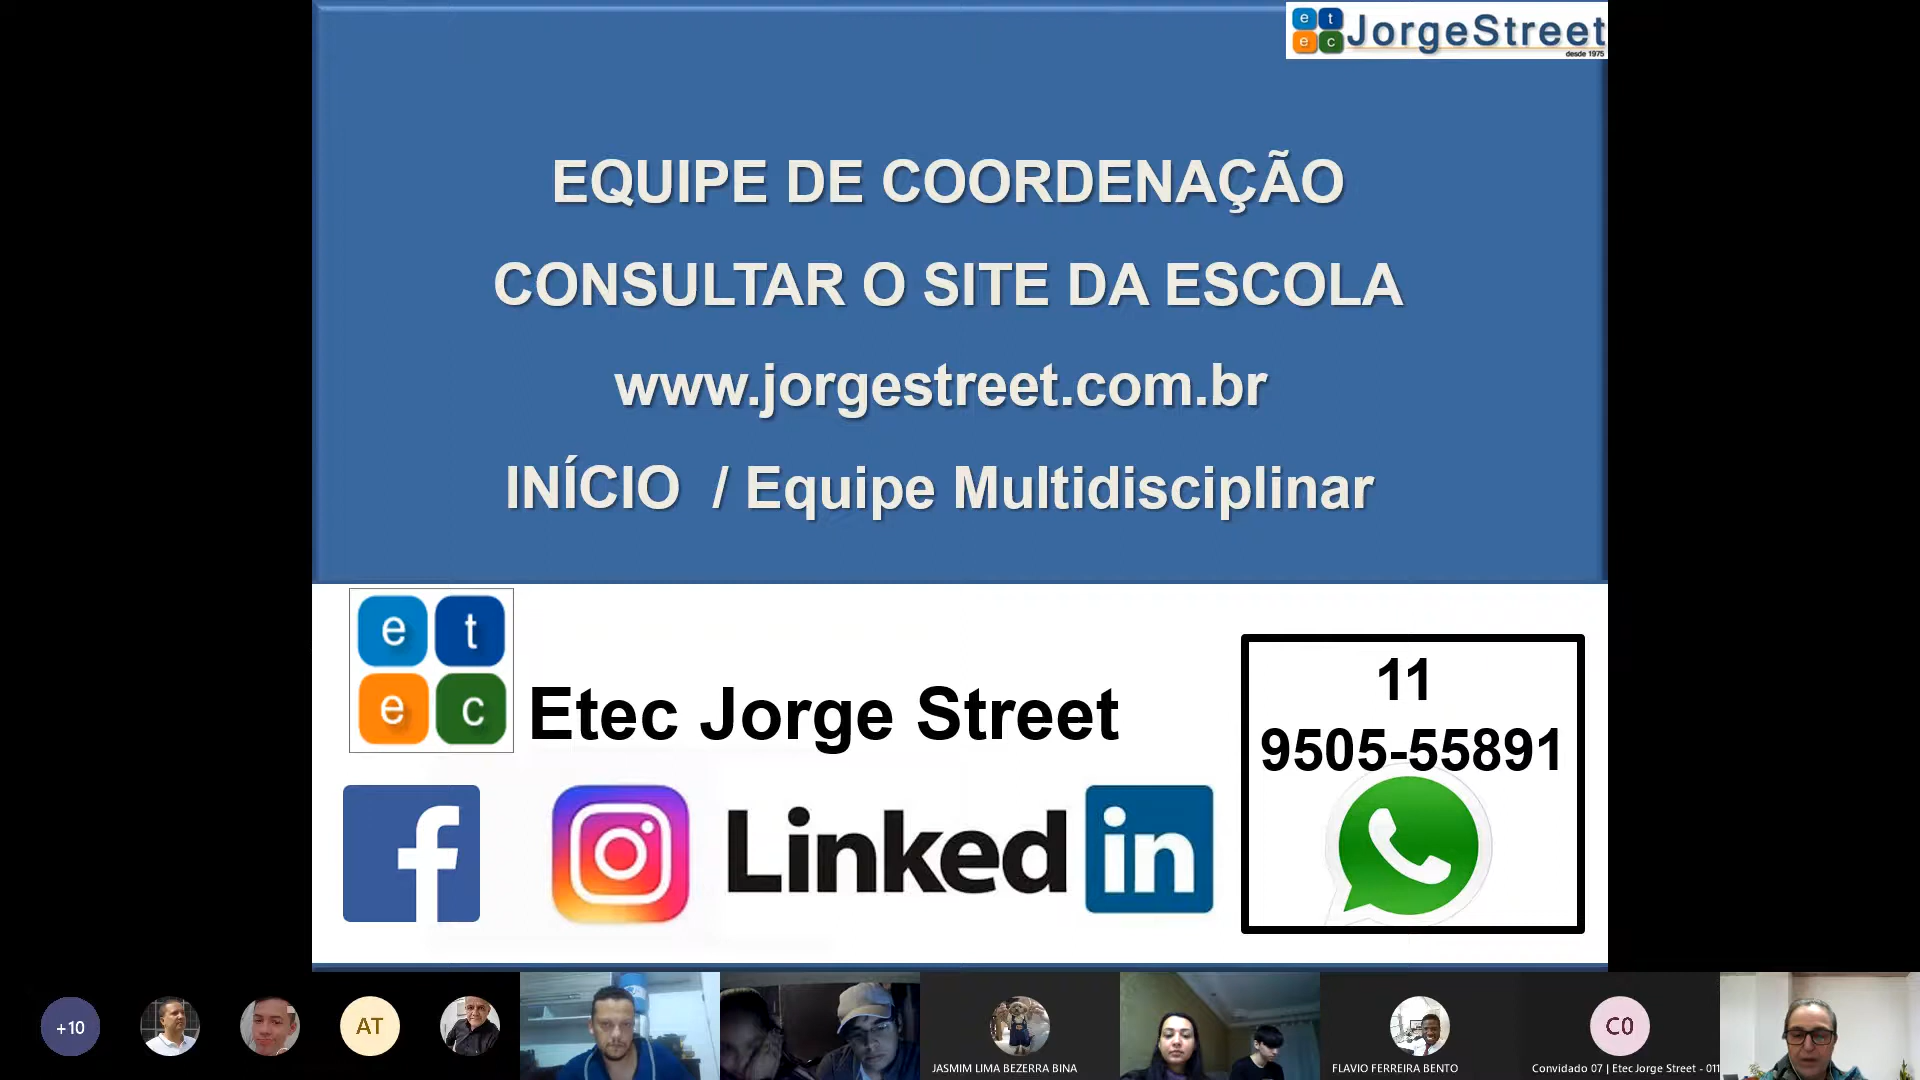 e t e c JorgeStreet
desde 1975
EQUIPE DE COORDENAÇÃO
CONSULTAR O SITE DA ESCOLA
www.jorgestreet.com.br
INÍCIO / Equipe Multidisciplinar
e t
e c
Etec Jorge Street
11
9505-55891
f
Linked in
+10
AT
JASMIM LIMA BEZERRA BINA
FLAVIO FERREIRA BENTO
C0
Convidado 07 | Etec Jorge Street - 011